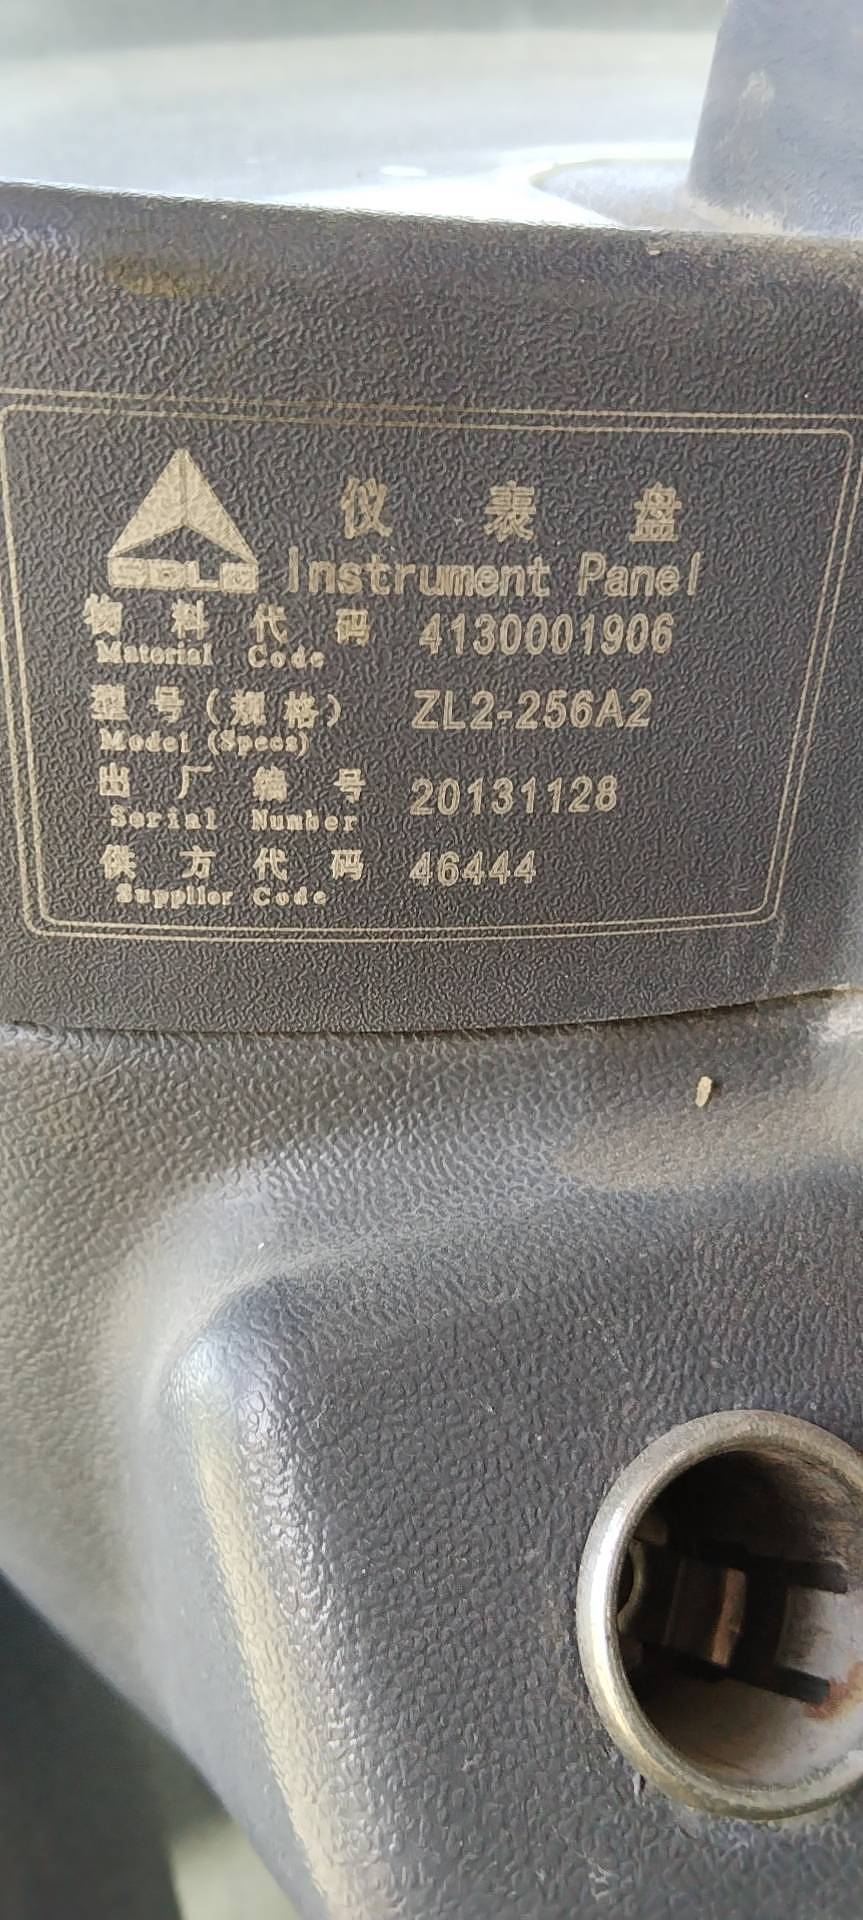 SDLG
仪表盘
Instrument Panel
物料代码 4130001906
Material Code
型号(规格) ZL2-256A2
Model (Specs)
出厂编号 20131128
Serial Number
供方代码 46444
Supplier Code